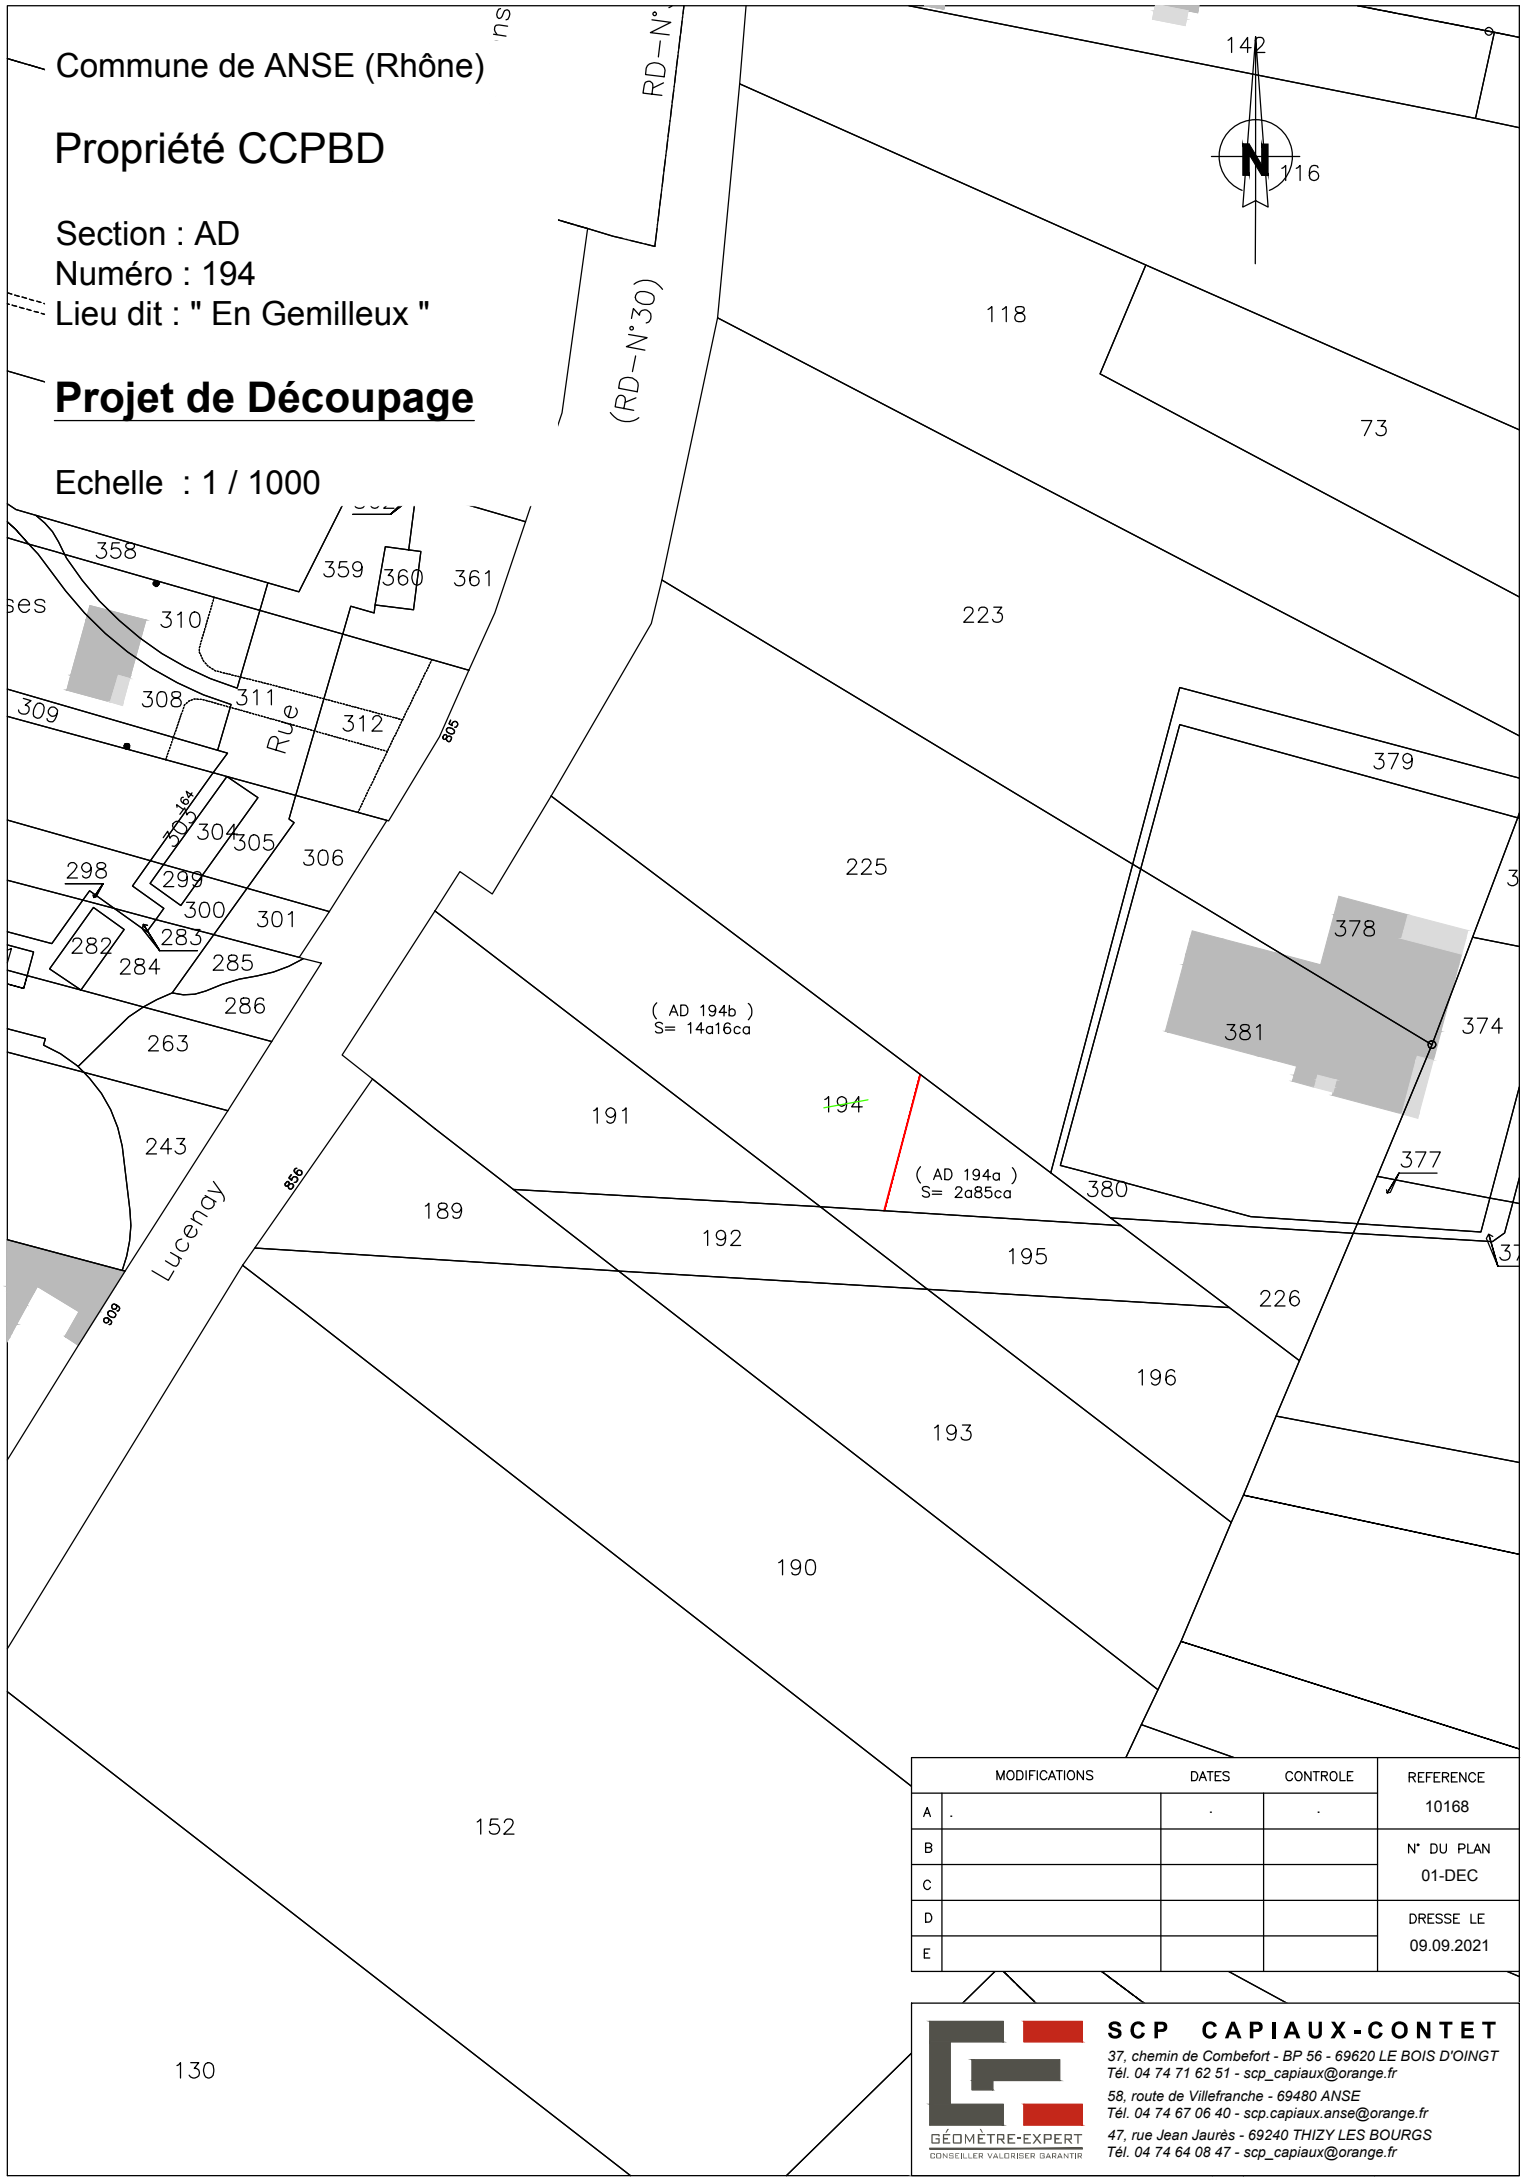 Commune de ANSE (Rhône)
Propriété CCPBD
Section : AD
Numéro : 194
Lieu dit : " En Gemilleux "
Projet de Découpage
Echelle : 1 / 1000
RD-N°
(RD-N°30)
142
N
116
118
73
223
358
359
360
361
310
308
311
312
309
Rue
805
379
164
303
304
305
306
298
299
300
301
282
283
284
285
286
263
243
225
378
381
374
377
380
( AD 194b )
S= 14a16ca
194
( AD 194a )
S= 2a85ca
191
189
192
195
226
196
193
190
152
130
856
909
Lucenay
MODIFICATIONS DATES CONTROLE REFERENCE
10168
A . . .
B
N° DU PLAN
01-DEC
C
D
DRESSE LE
09.09.2021
E
SCP CAPIAUX-CONTET
37, chemin de Combefort - BP 56 - 69620 LE BOIS D'OINGT
Tél. 04 74 71 62 51 - scp_capiaux@orange.fr
58, route de Villefranche - 69480 ANSE
Tél. 04 74 67 06 40 - scp.capiaux.anse@orange.fr
47, rue Jean Jaurès - 69240 THIZY LES BOURGS
Tél. 04 74 64 08 47 - scp_capiaux@orange.fr
GÉOMÈTRE-EXPERT
CONSEILLER VALORISER GARANTIR